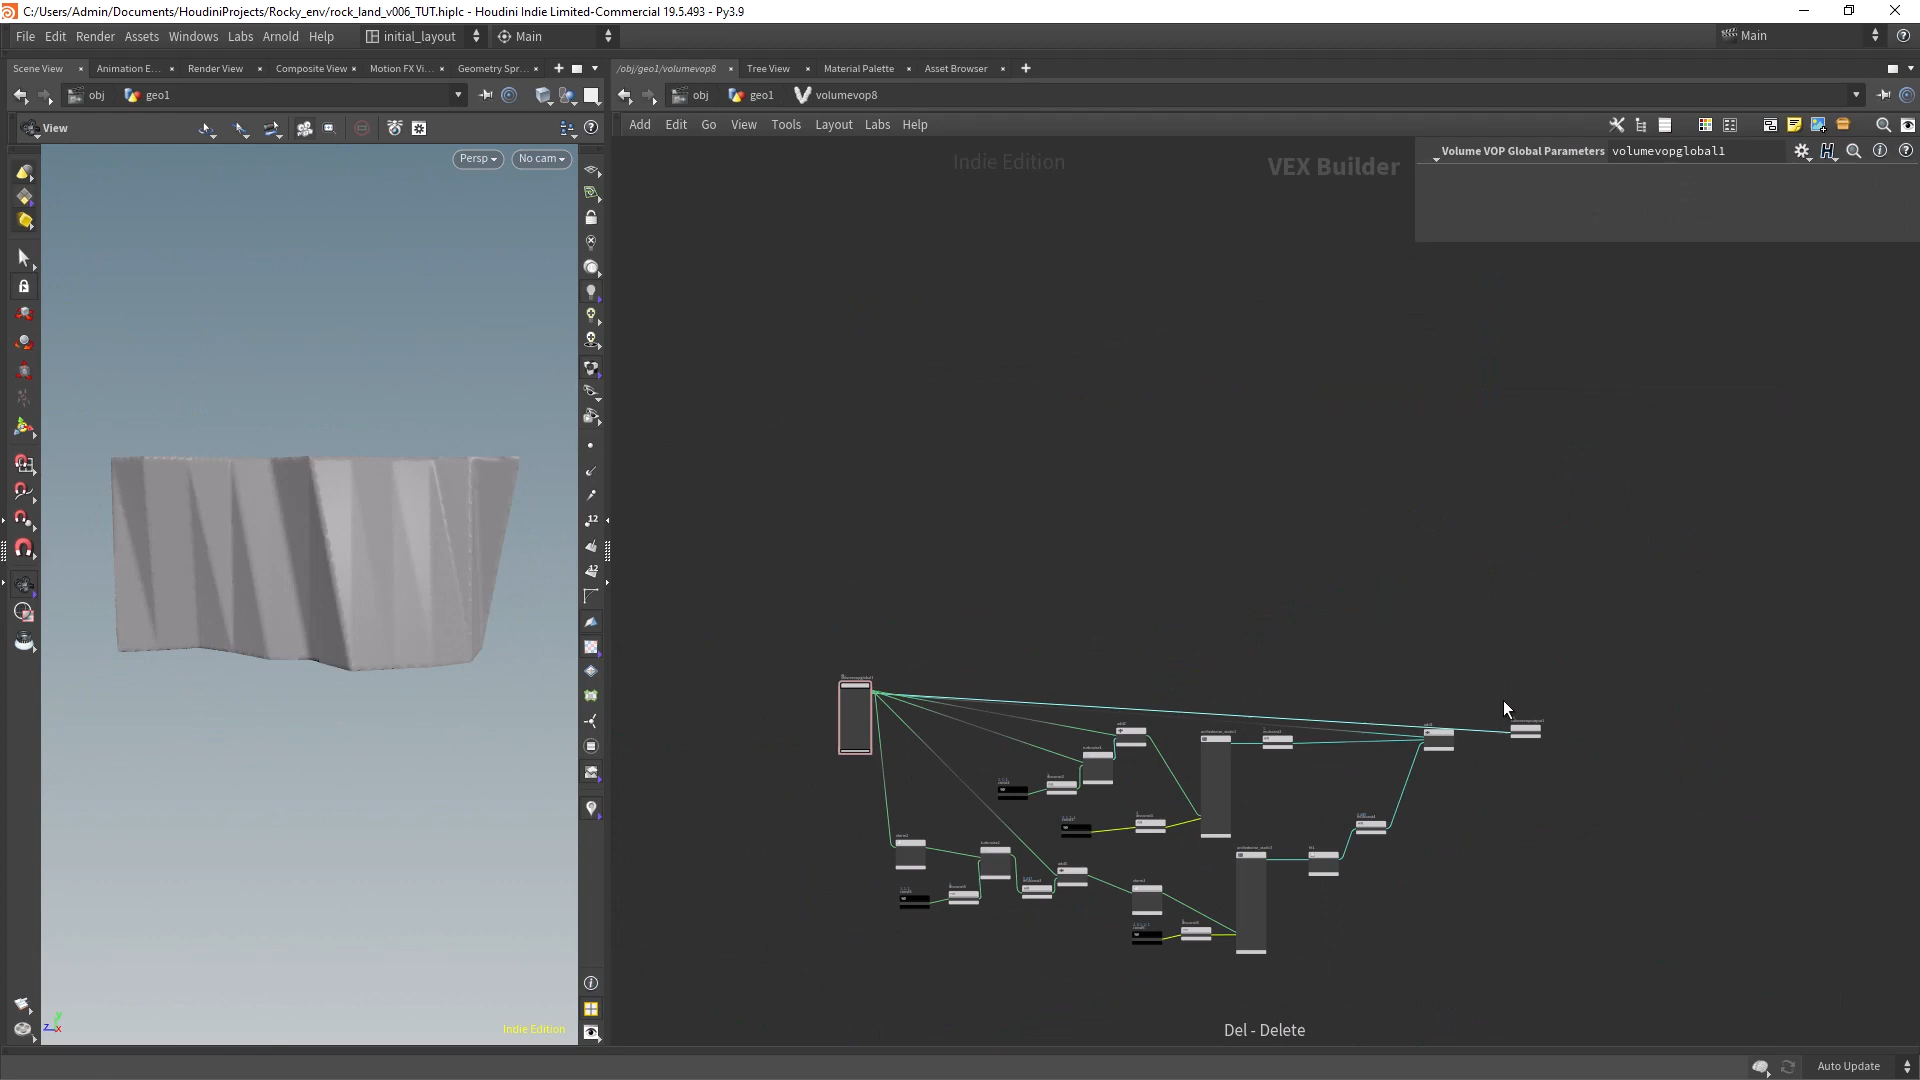 C:/Users/Admin/Documents/HoudiniProjects/Rocky_env/rock_land_v006_TUT.hiplc - Houdini Indie Limited-Commercial 19.5.493 - Py3.9
File Edit Render Assets Windows Labs Arnold Help initial_layout Main Main
Scene View Animation E... Render View Composite View Motion FX Vi... Geometry Spr... /obj/geo1/volumevop8 Tree View Material Palette Asset Browser
obj geo1 obj geo1 volumevop8
View Add Edit Go View Tools Layout Labs Help
Persp No cam Indie Edition VEX Builder Volume VOP Global Parameters volumevopglobal1
12
12
Indie Edition
Del - Delete
z y x
Auto Update